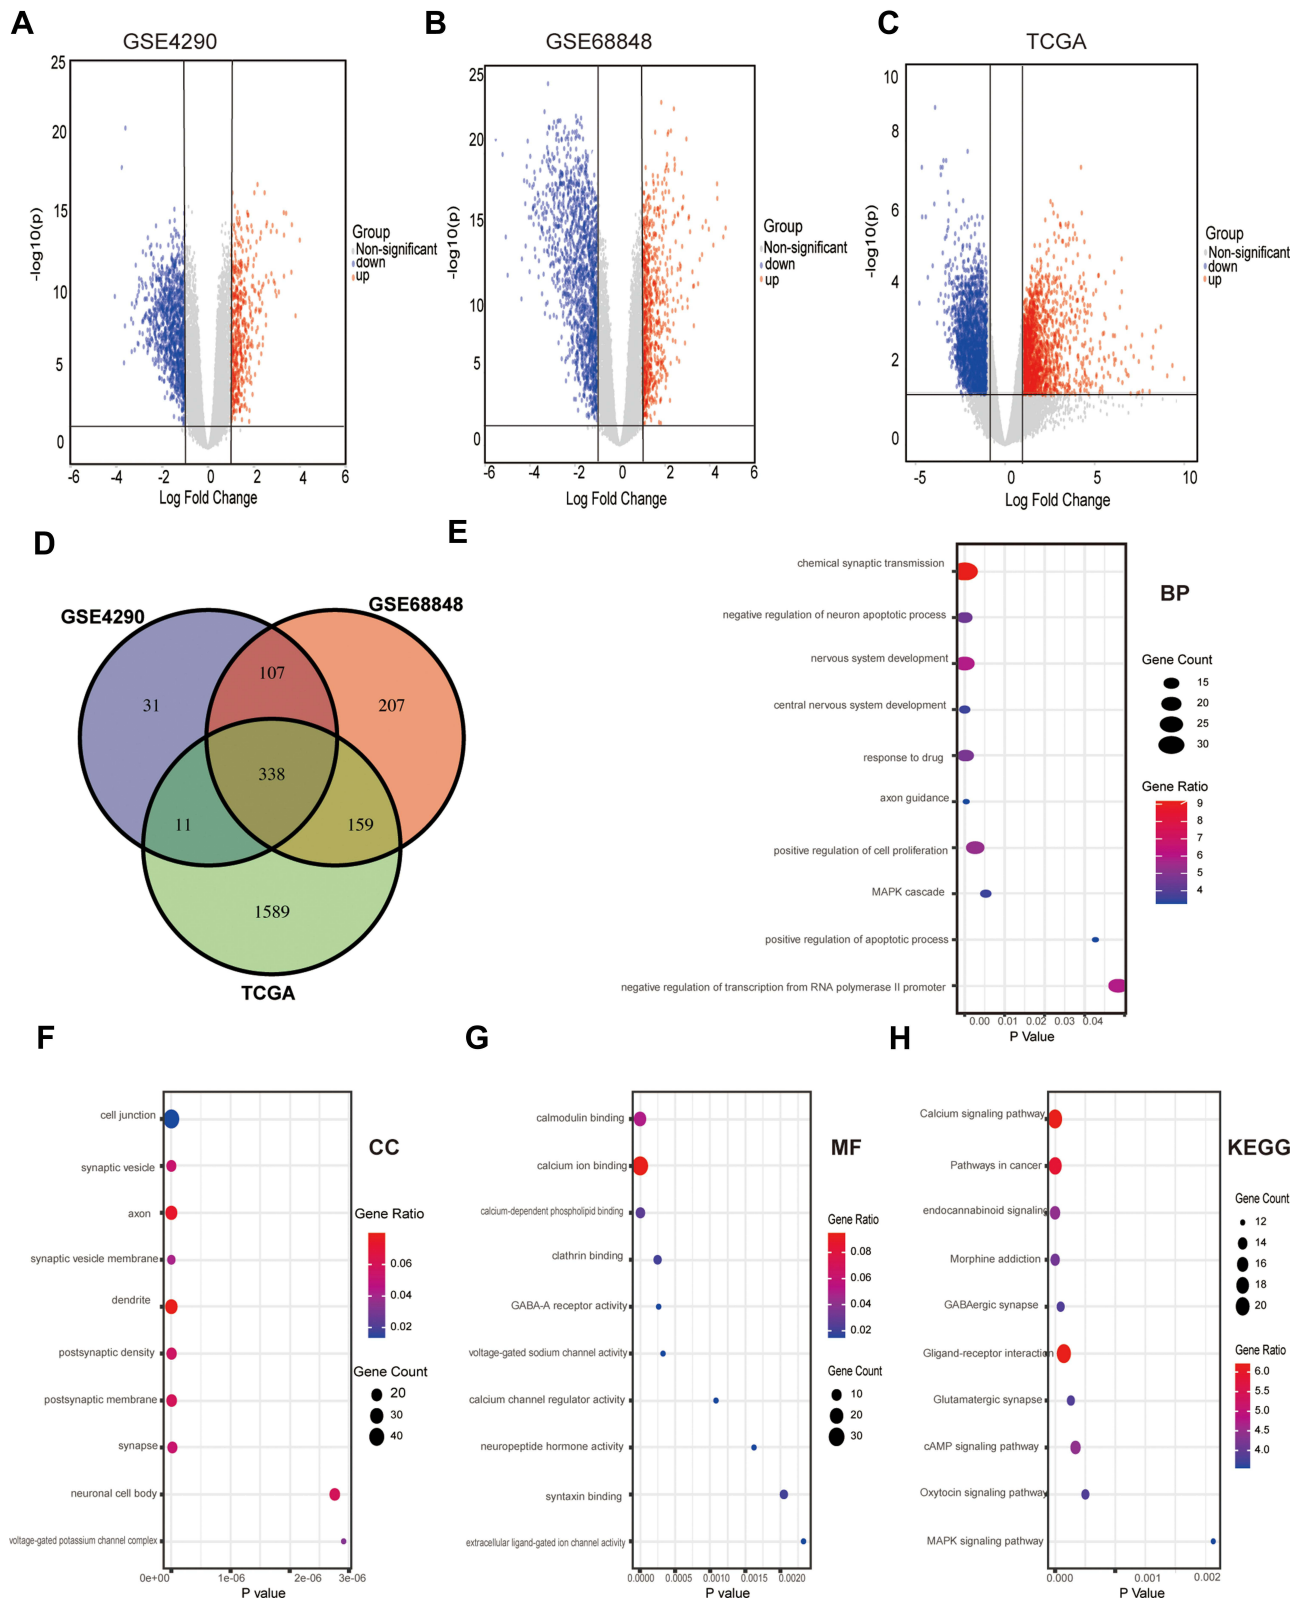 A
GSE4290
25
20
15
10
5
0
-log10(p)
-6
-4
-2
0
2
4
6
Log Fold Change
Group
Non-significant
down
up
B
GSE68848
25
20
15
10
5
0
-log10(p)
-6
-4
-2
0
2
4
6
Log Fold Change
Group
Non-significant
down
up
C
TCGA
10
8
6
4
2
0
-log10(p)
-5
0
5
10
Log Fold Change
Group
Non-significant
down
up
D
GSE4290
GSE68848
107
31
207
338
11
159
1589
TCGA
E
chemical synaptic transmission
negative regulation of neuron apoptotic process
nervous system development
central nervous system development
response to drug
axon guidance
positive regulation of cell proliferation
MAPK cascade
positive regulation of apoptotic process
negative regulation of transcription from RNA polymerase II promoter
0.00
0.01
0.02
0.03
0.04
P Value
BP
Gene Count
15
20
25
30
Gene Ratio
9
8
7
6
5
4
F
cell junction
synaptic vesicle
axon
synaptic vesicle membrane
dendrite
postsynaptic density
postsynaptic membrane
synapse
neuronal cell body
voltage-gated potassium channel complex
0e+00
1e-06
2e-06
3e-06
P value
CC
Gene Ratio
0.06
0.04
0.02
Gene Count
20
30
40
G
calmodulin binding
calcium ion binding
calcium-dependent phospholipid binding
clathrin binding
GABA-A receptor activity
voltage-gated sodium channel activity
calcium channel regulator activity
neuropeptide hormone activity
syntaxin binding
extracellular ligand-gated ion channel activity
0.0000
0.0005
0.0010
0.0015
0.0020
P Value
MF
Gene Ratio
0.08
0.06
0.04
0.02
Gene Count
10
20
30
H
Calcium signaling pathway
Pathways in cancer
endocannabinoid signaling
Morphine addiction
GABAergic synapse
Gligand-receptor interaction
Glutamatergic synapse
cAMP signaling pathway
Oxytocin signaling pathway
MAPK signaling pathway
0.000
0.001
0.002
P Value
KEGG
Gene Count
12
14
16
18
20
Gene Ratio
6.0
5.5
5.0
4.5
4.0